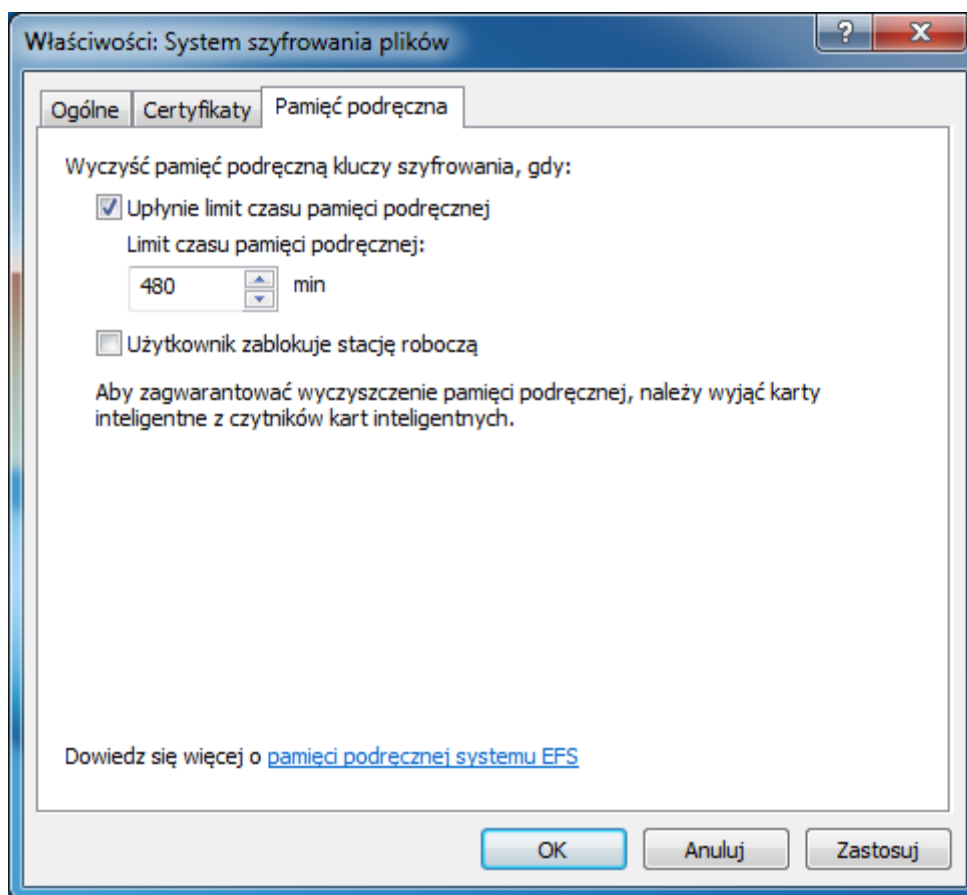 Właściwości: System szyfrowania plików
Ogólne
Certyfikaty
Pamięć podręczna
Wyczyść pamięć podręczną kluczy szyfrowania, gdy:
Upłynie limit czasu pamięci podręcznej
Limit czasu pamięci podręcznej:
480 min
Użytkownik zablokuje stację roboczą
Aby zagwarantować wyczyszczenie pamięci podręcznej, należy wyjąć karty
inteligentne z czytników kart inteligentnych.
Dowiedz się więcej o pamięci podręcznej systemu EFS
OK
Anuluj
Zastosuj